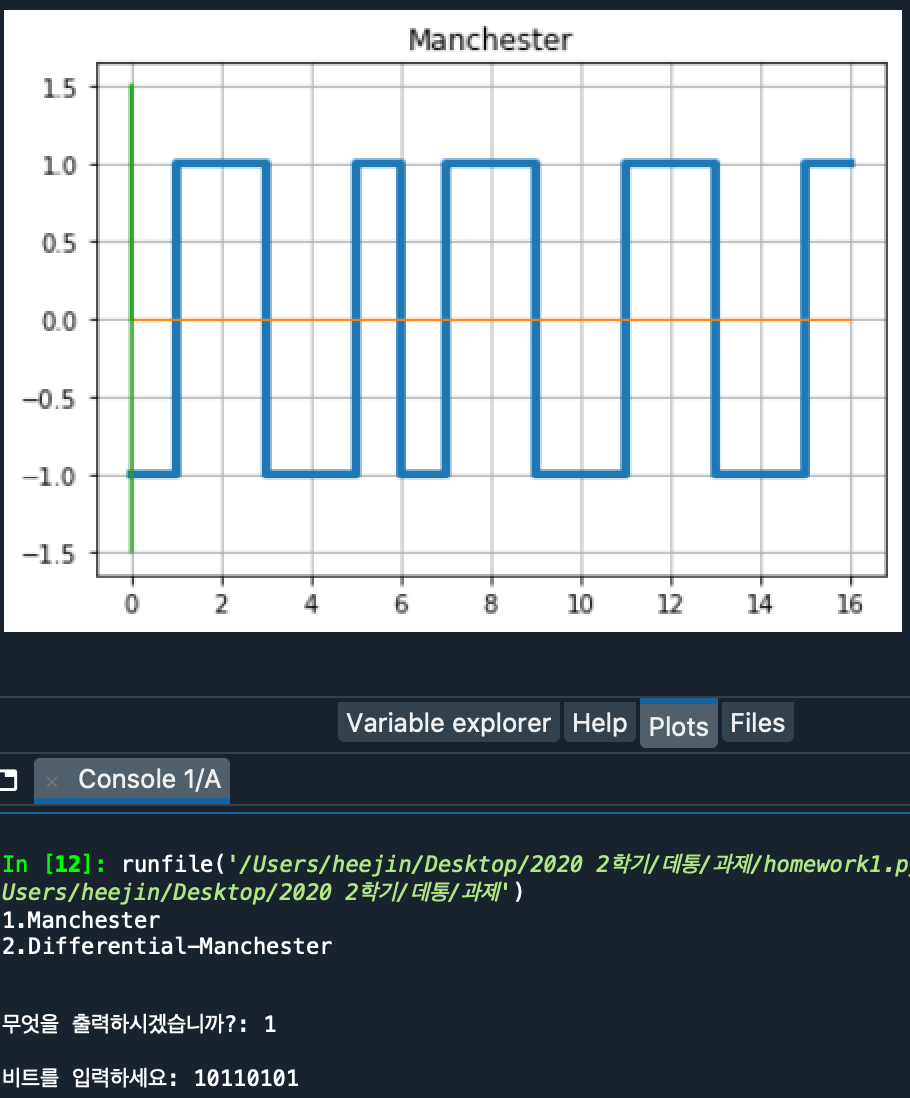 Manchester
1.5
1.0
0.5
0.0
−0.5
−1.0
−1.5
0 2 4 6 8 10 12 14 16
Variable explorer Help Plots Files
× Console 1/A
In [12]: runfile('/Users/heejin/Desktop/2020 2학기/데통/과제/homework1.p
Users/heejin/Desktop/2020 2학기/데통/과제')
1.Manchester
2.Differential-Manchester
무엇을 출력하시겠습니까?: 1
비트를 입력하세요: 10110101